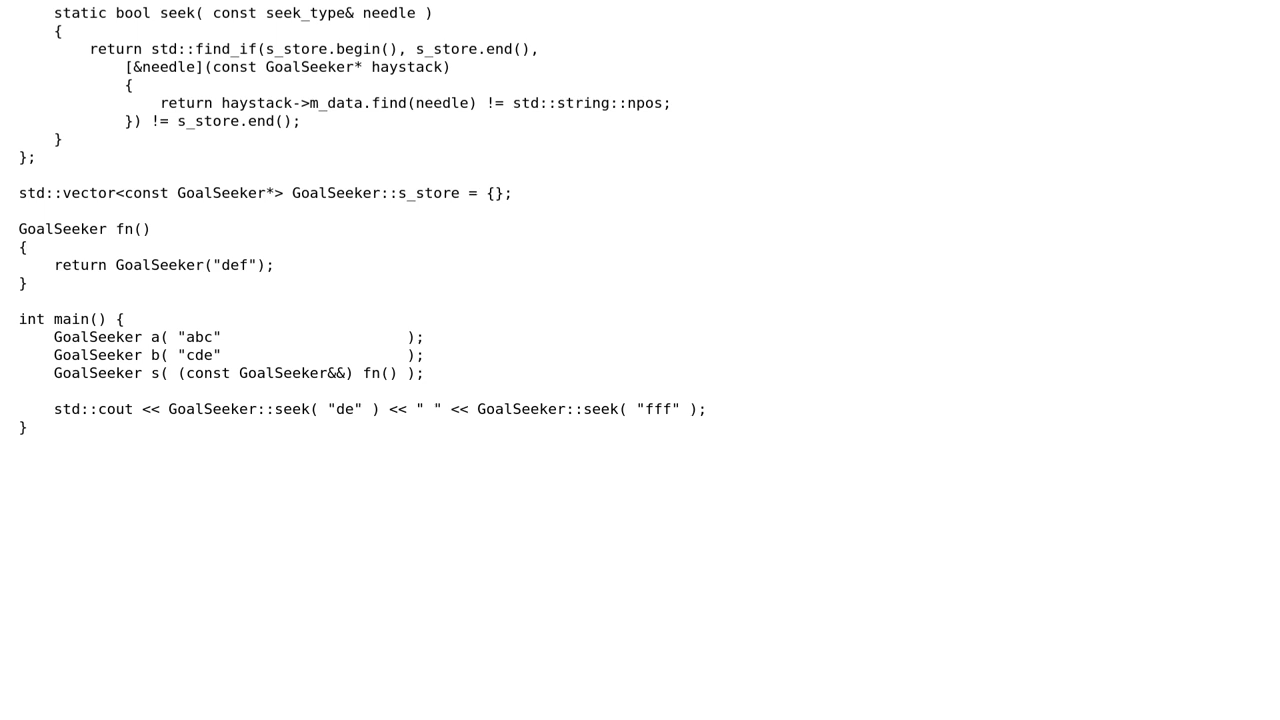 static bool seek( const seek_type& needle )
    {
        return std::find_if(s_store.begin(), s_store.end(),
            [&needle](const GoalSeeker* haystack)
            {
                return haystack->m_data.find(needle) != std::string::npos;
            }) != s_store.end();
    }
};

std::vector<const GoalSeeker*> GoalSeeker::s_store = {};

GoalSeeker fn()
{
    return GoalSeeker("def");
}

int main() {
    GoalSeeker a( "abc"                     );
    GoalSeeker b( "cde"                     );
    GoalSeeker s( (const GoalSeeker&&) fn() );

    std::cout << GoalSeeker::seek( "de" ) << " " << GoalSeeker::seek( "fff" );
}